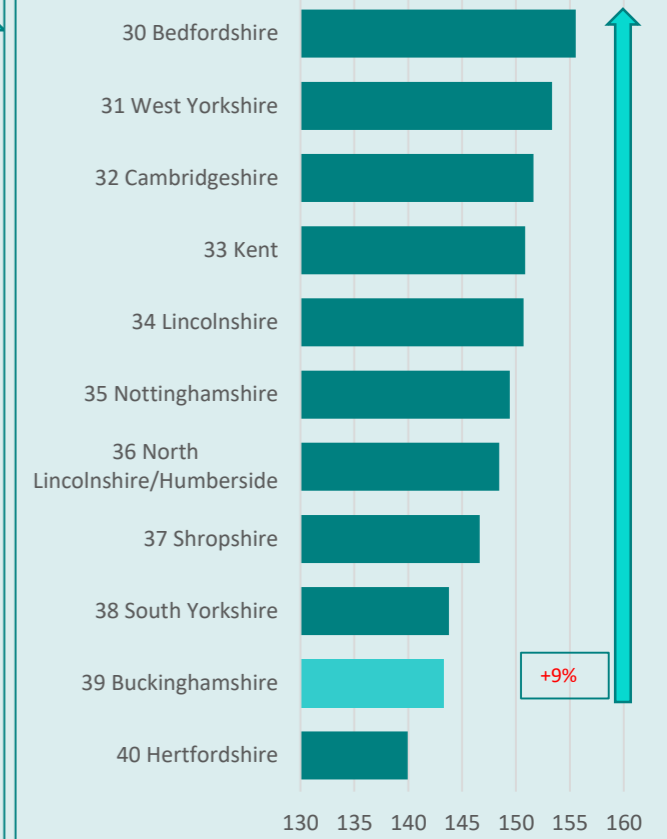 30 Bedfordshire
31 West Yorkshire
32 Cambridgeshire
33 Kent
34 Lincolnshire
35 Nottinghamshire
36 North
Lincolnshire/Humberside
37 Shropshire
38 South Yorkshire
39 Buckinghamshire
+9%
40 Hertfordshire
130 135 140 145 150 155 160